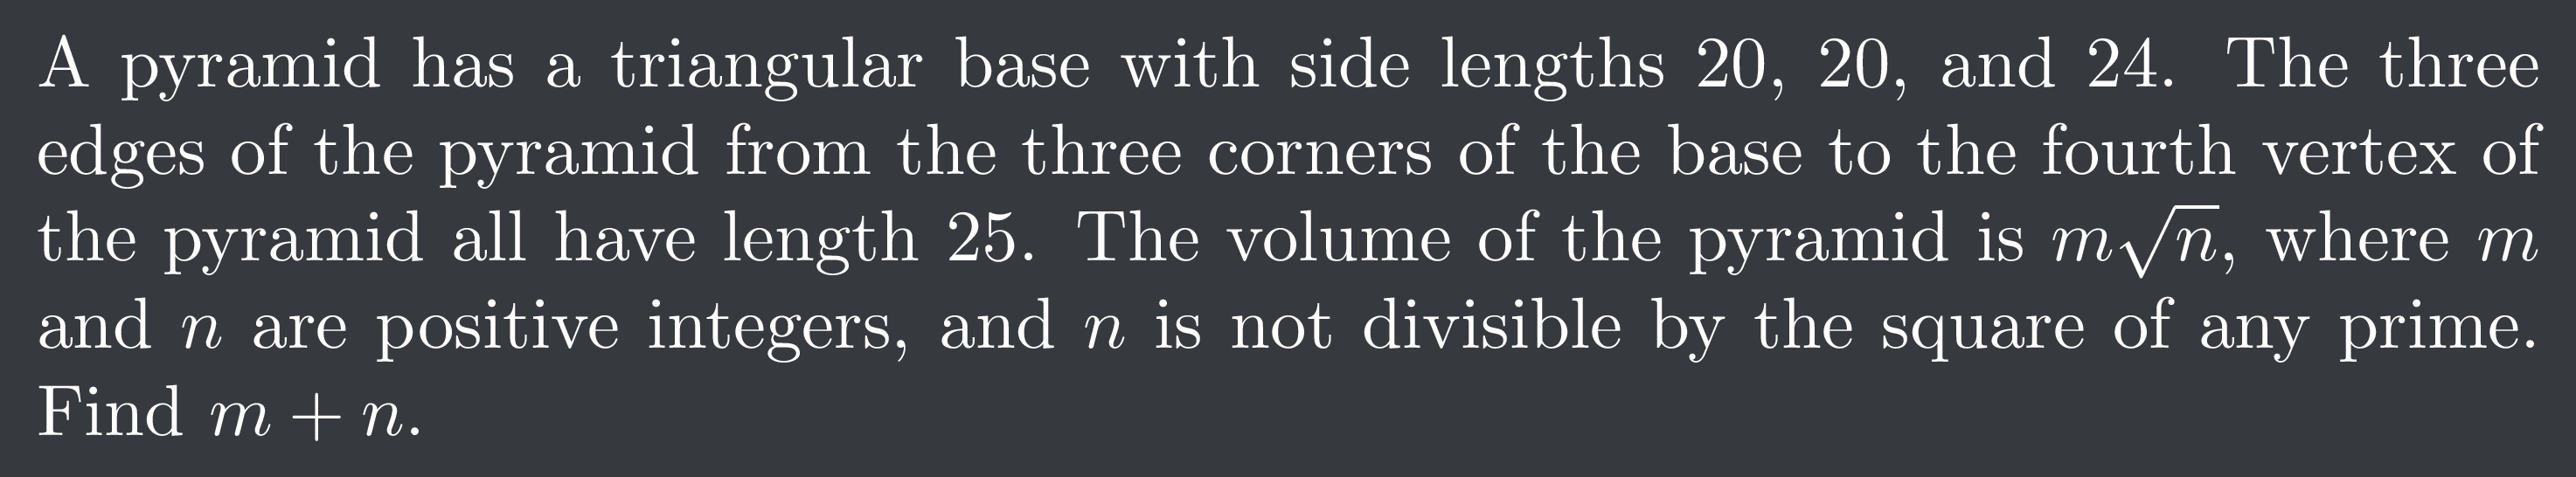 A pyramid has a triangular base with side lengths 20, 20, and 24. The three
edges of the pyramid from the three corners of the base to the fourth vertex of
the pyramid all have length 25. The volume of the pyramid is m√n, where m
and n are positive integers, and n is not divisible by the square of any prime.
Find m + n.